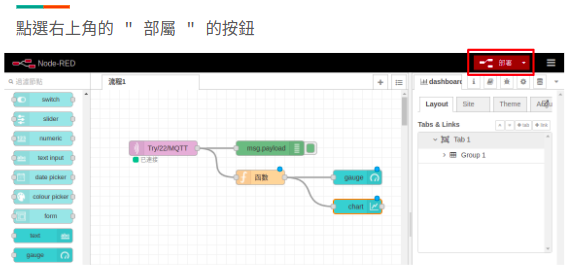 點選右上角的 " 部屬 " 的按鈕
Node-RED
部署
過濾節點
流程1
dashboard
switch
slider
numeric
text input
date picker
colour picker
form
text
gauge
Try/22/MQTT
已連接
msg.payload
函數
gauge
chart
Layout
Site
Theme
Tabs & Links
+ tab
+ link
Tab 1
Group 1